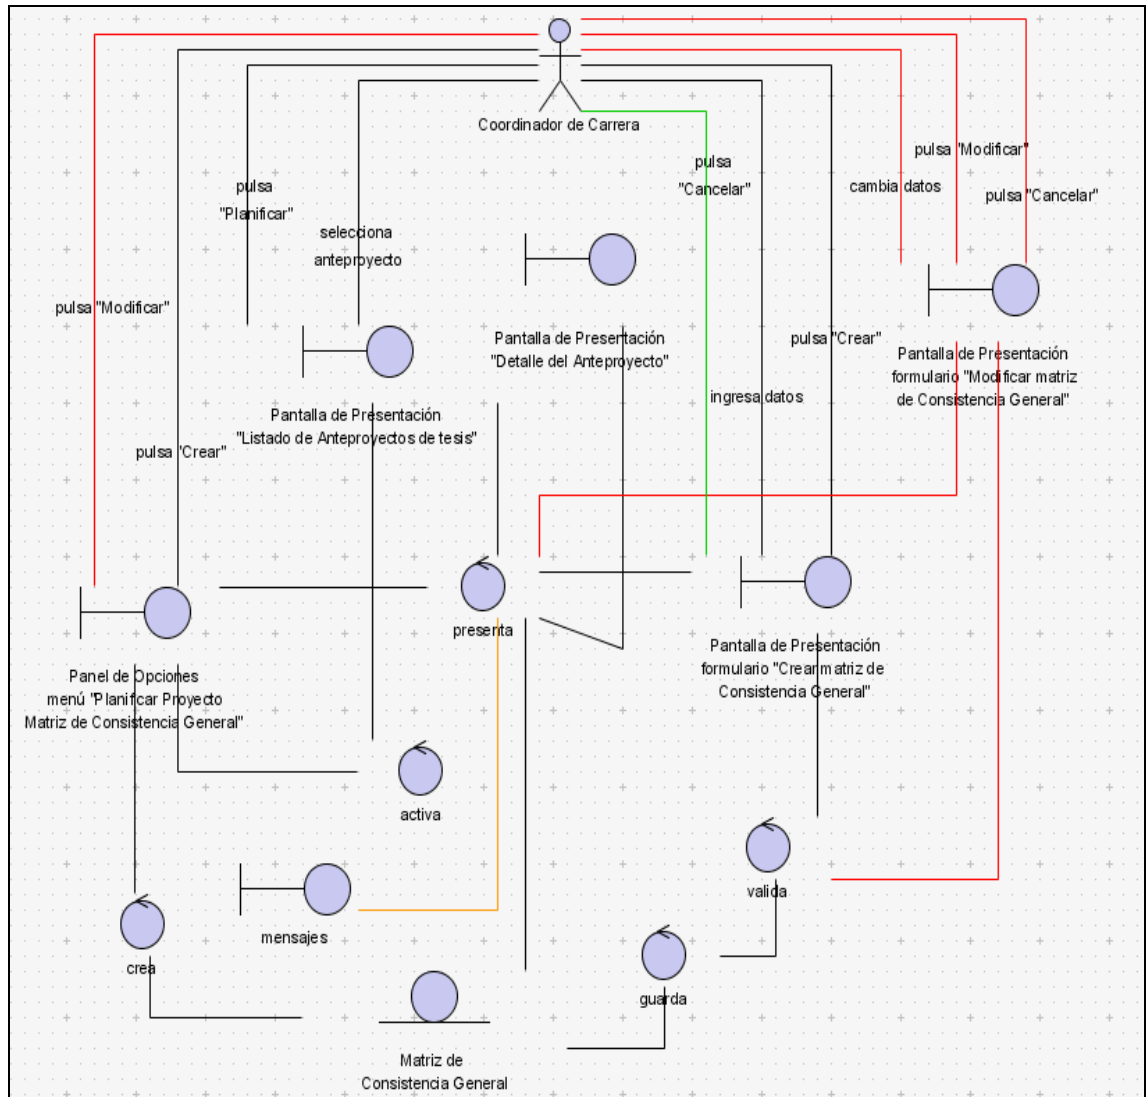 Coordinador de Carrera
pulsa "Modificar"
pulsa
"Cancelar"
cambia datos
pulsa "Cancelar"
pulsa
"Planificar"
selecciona
anteproyecto
pulsa "Modificar"
Pantalla de Presentación
"Detalle del Anteproyecto"
pulsa "Crear"
Pantalla de Presentación
formulario "Modificar matriz
de Consistencia General"
ingresa datos
Pantalla de Presentación
"Listado de Anteproyectos de tesis"
pulsa "Crear"
presenta
Pantalla de Presentación
formulario "Crear matriz de
Consistencia General"
Panel de Opciones
menú "Planificar Proyecto
Matriz de Consistencia General"
activa
valida
mensajes
crea
guarda
Matriz de
Consistencia General